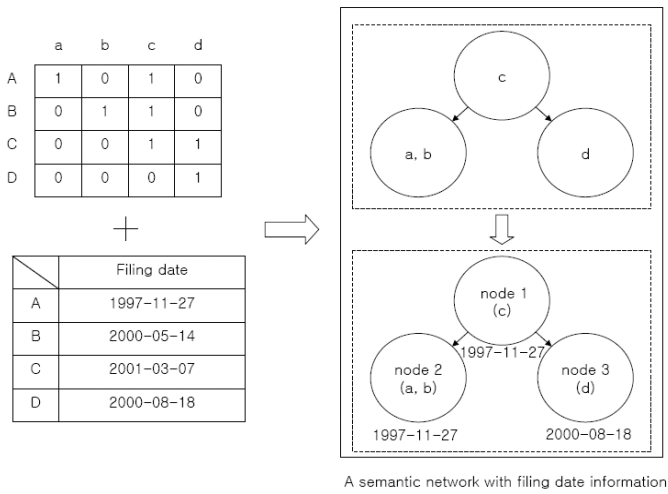 a b c d
A 1 0 1 0
B 0 1 1 0
C 0 0 1 1
D 0 0 0 1
Filing date
A 1997-11-27
B 2000-05-14
C 2001-03-07
D 2000-08-18
c
a, b
d
node 1
(c)
1997-11-27
node 2
(a, b)
1997-11-27
node 3
(d)
2000-08-18
A semantic network with filing date information